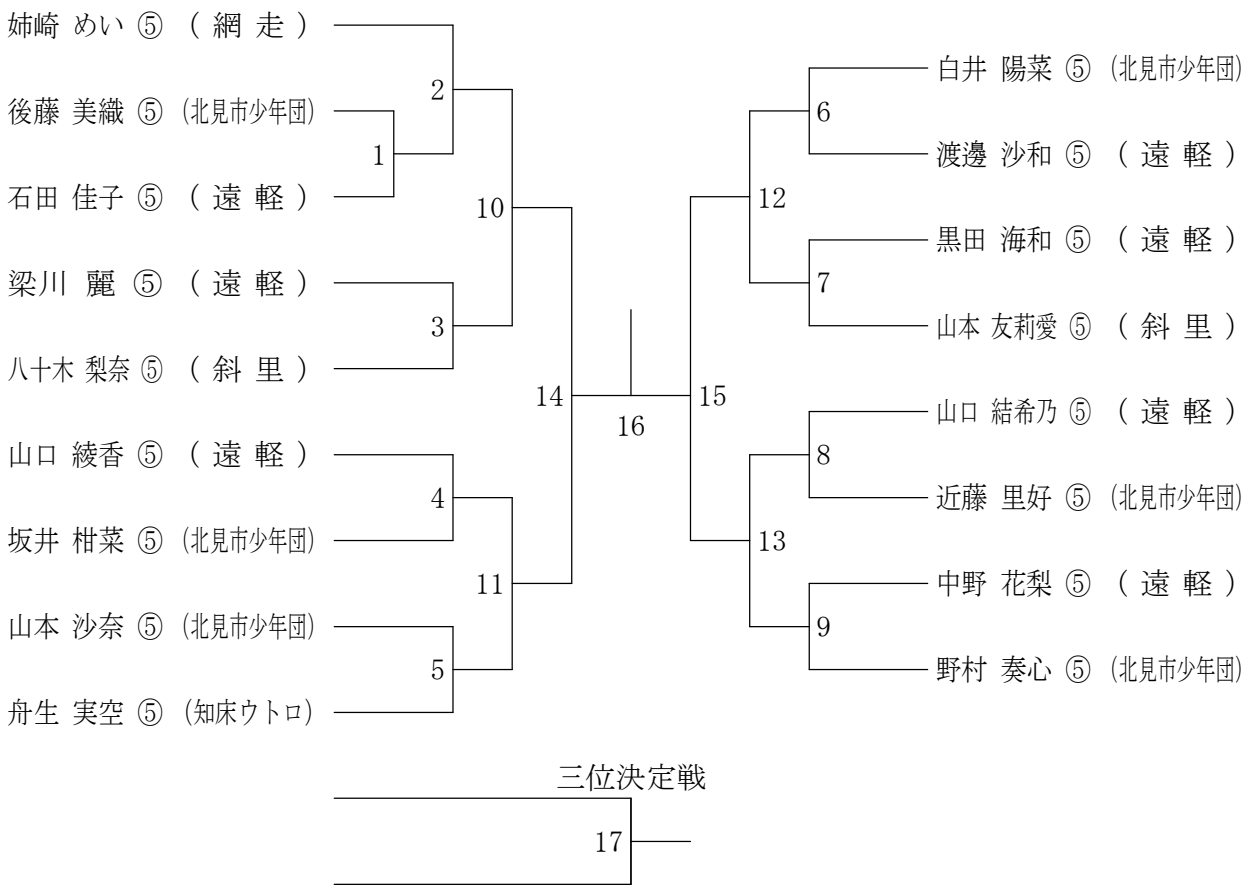 姉崎 めい ⑤ （ 網 走 ）
2
後藤 美織 ⑤ (北見市少年団)
1
石田 佳子 ⑤ （ 遠 軽 ）
10
梁川 麗 ⑤ （ 遠 軽 ）
3
八十木 梨奈 ⑤ （ 斜 里 ）
14
山口 綾香 ⑤ （ 遠 軽 ）
4
坂井 柑菜 ⑤ (北見市少年団)
11
山本 沙奈 ⑤ (北見市少年団)
5
舟生 実空 ⑤ (知床ウトロ)
16
白井 陽菜 ⑤ (北見市少年団)
6
渡邊 沙和 ⑤ （ 遠 軽 ）
12
黒田 海和 ⑤ （ 遠 軽 ）
7
山本 友莉愛 ⑤ （ 斜 里 ）
15
山口 結希乃 ⑤ （ 遠 軽 ）
8
近藤 里好 ⑤ (北見市少年団)
13
中野 花梨 ⑤ （ 遠 軽 ）
9
野村 奏心 ⑤ (北見市少年団)
三位決定戦
17